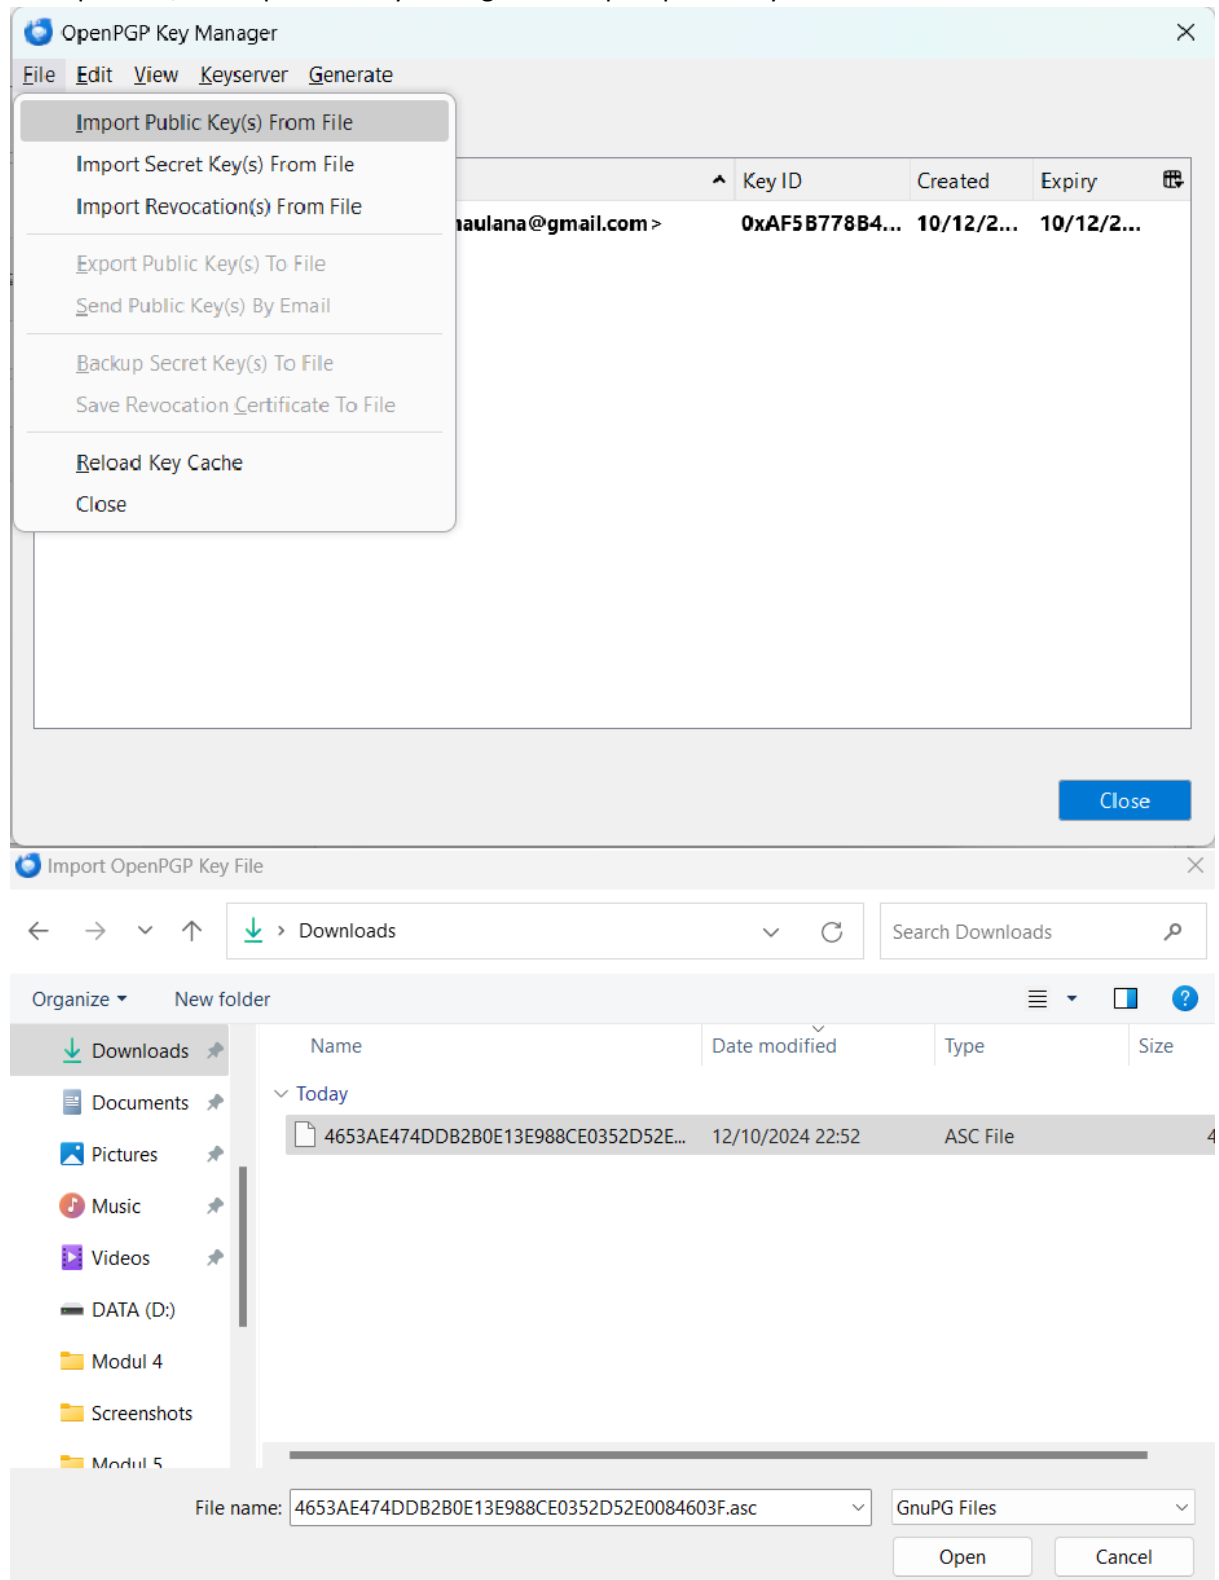 OpenPGP Key Manager
File Edit View Keyserver Generate
Import Public Key(s) From File
Import Secret Key(s) From File
Key ID Created Expiry
Import Revocation(s) From File
naulana@gmail.com> 0xAF5B778B4... 10/12/2... 10/12/2...
Export Public Key(s) To File
Send Public Key(s) By Email
Backup Secret Key(s) To File
Save Revocation Certificate To File
Reload Key Cache
Close
Close
Import OpenPGP Key File
Downloads
Search Downloads
Organize New folder
Downloads
Documents
Pictures
Music
Videos
DATA (D:)
Modul 4
Screenshots
Modul 5
Name Date modified Type Size
Today
4653AE474DDB2B0E13E988CE0352D52E... 12/10/2024 22:52 ASC File 4
File name: 4653AE474DDB2B0E13E988CE0352D52E0084603F.asc GnuPG Files
Open Cancel